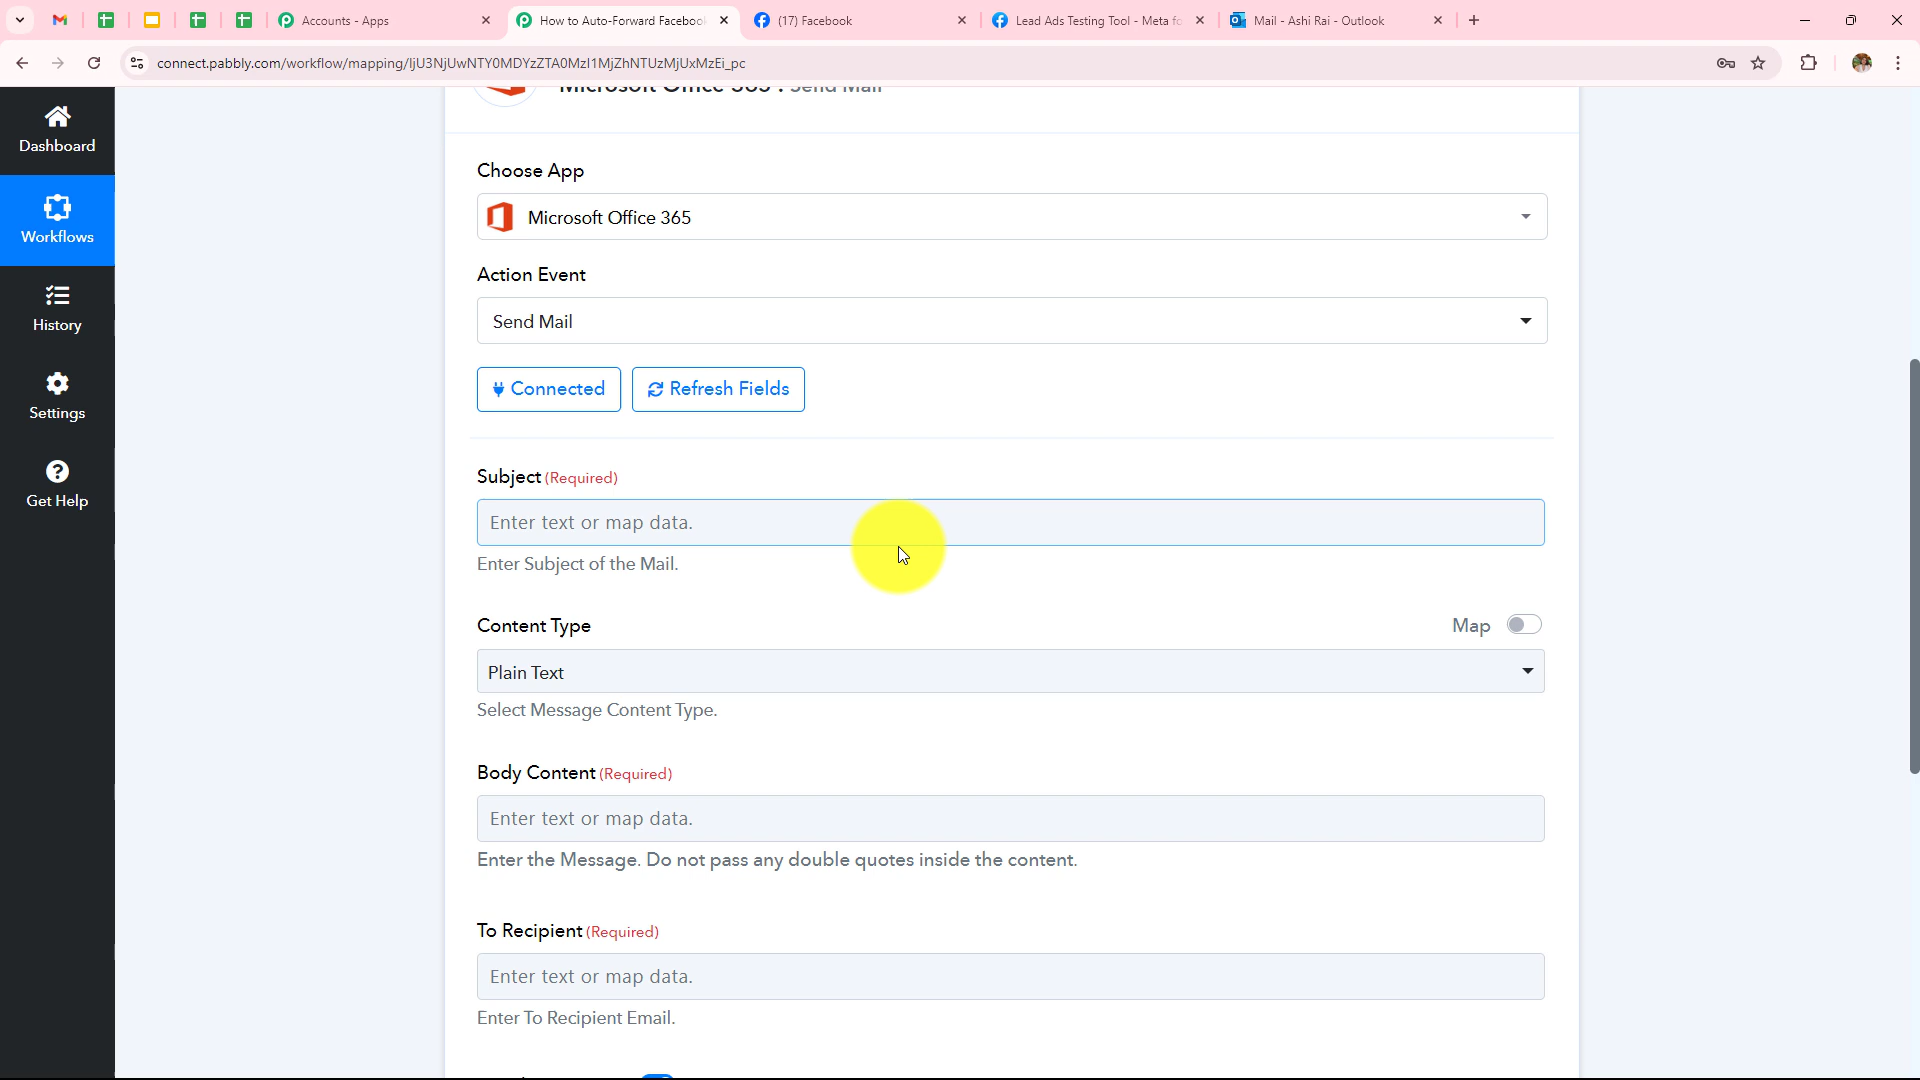 Accounts - Apps
How to Auto-Forward Faceboo
(17) Facebook
Lead Ads Testing Tool - Meta fo
Mail - Ashi Rai - Outlook
connect.pabbly.com/workflow/mapping/IjU3NjUwNTY0MDYzZTA0MzI1MjZhNTUzMjUxMzEi_pc
Microsoft Office 365 : Send Mail
Dashboard
Workflows
History
Settings
Get Help
Choose App
Microsoft Office 365
Action Event
Send Mail
Connected
Refresh Fields
Subject (Required)
Enter text or map data.
Enter Subject of the Mail.
Content Type
Map
Plain Text
Select Message Content Type.
Body Content (Required)
Enter text or map data.
Enter the Message. Do not pass any double quotes inside the content.
To Recipient (Required)
Enter text or map data.
Enter To Recipient Email.